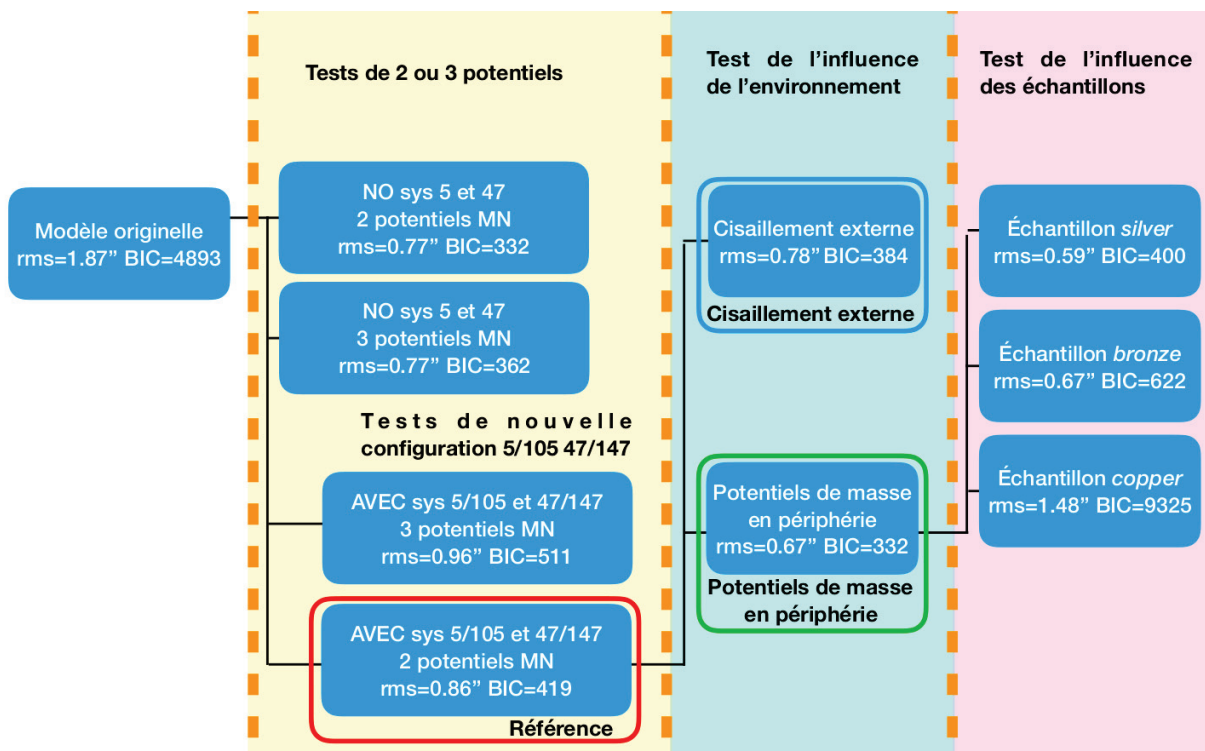 Tests de 2 ou 3 potentiels
Test de l’influence
de l’environnement
Test de l’influence
des échantillons
Modèle originelle
rms=1.87” BIC=4893
NO sys 5 et 47
2 potentiels MN
rms=0.77” BIC=332
NO sys 5 et 47
3 potentiels MN
rms=0.77” BIC=362
Tests de nouvelle
configuration 5/105 47/147
AVEC sys 5/105 et 47/147
3 potentiels MN
rms=0.96” BIC=511
AVEC sys 5/105 et 47/147
2 potentiels MN
rms=0.86” BIC=419
Référence
Cisaillement externe
rms=0.78” BIC=384
Cisaillement externe
Potentiels de masse
en périphérie
rms=0.67” BIC=332
Potentiels de masse
en périphérie
Échantillon silver
rms=0.59” BIC=400
Échantillon bronze
rms=0.67” BIC=622
Échantillon copper
rms=1.48” BIC=9325